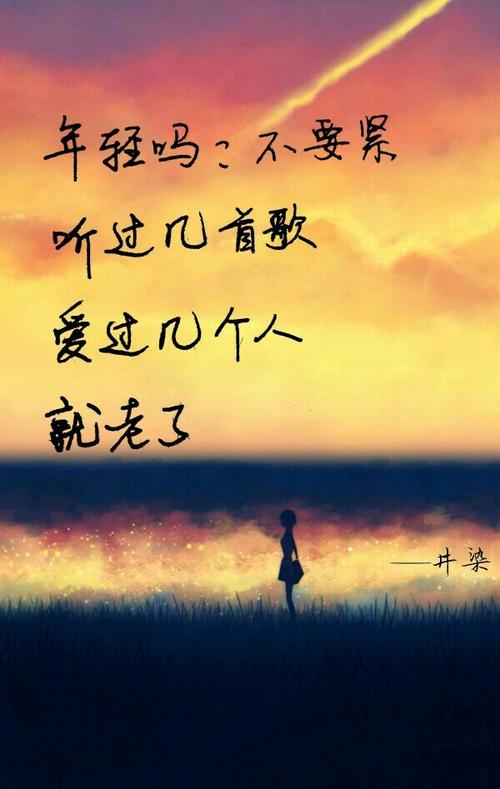 年轻吗：不要紧
听过几首歌
爱过几个人
就老了
——井染